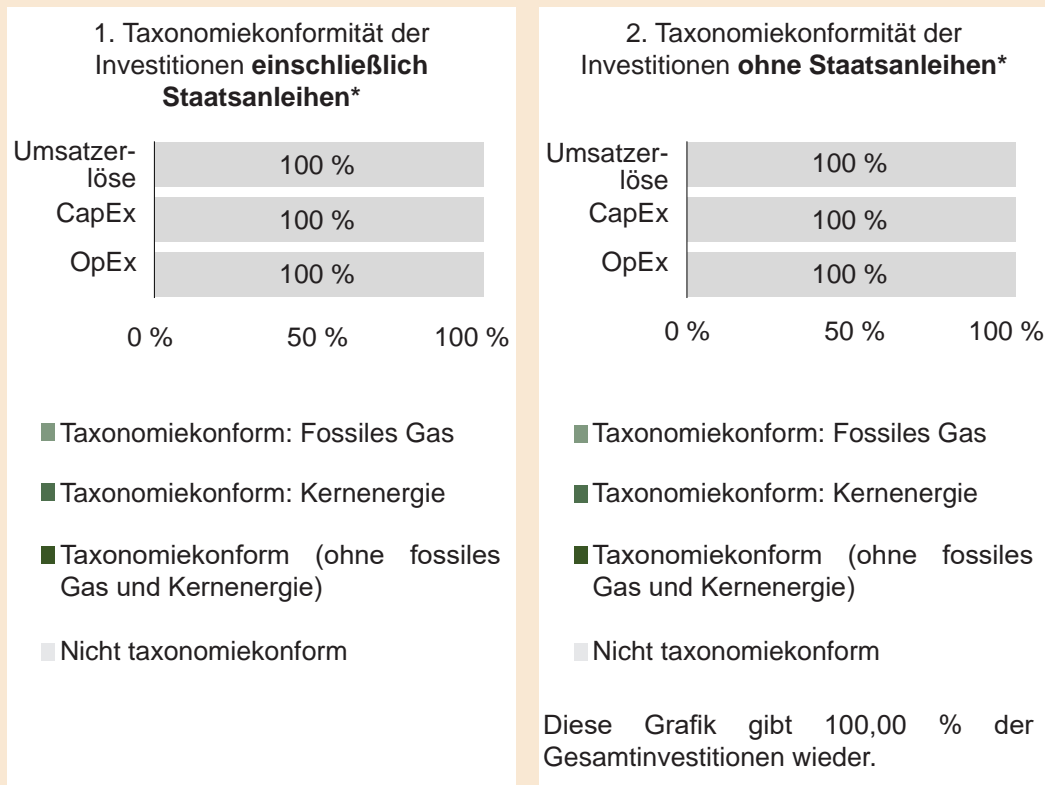 1. Taxonomiekonformität der
Investitionen einschließlich
Staatsanleihen*
Umsatzer-
löse
100 %
CapEx
100 %
OpEx
100 %
0 % 50 % 100 %
Taxonomiekonform: Fossiles Gas
Taxonomiekonform: Kernenergie
Taxonomiekonform (ohne fossiles
Gas und Kernenergie)
Nicht taxonomiekonform
2. Taxonomiekonformität der
Investitionen ohne Staatsanleihen*
Umsatzer-
löse
100 %
CapEx
100 %
OpEx
100 %
0 % 50 % 100 %
Taxonomiekonform: Fossiles Gas
Taxonomiekonform: Kernenergie
Taxonomiekonform (ohne fossiles
Gas und Kernenergie)
Nicht taxonomiekonform
Diese Grafik gibt 100,00 % der
Gesamtinvestitionen wieder.